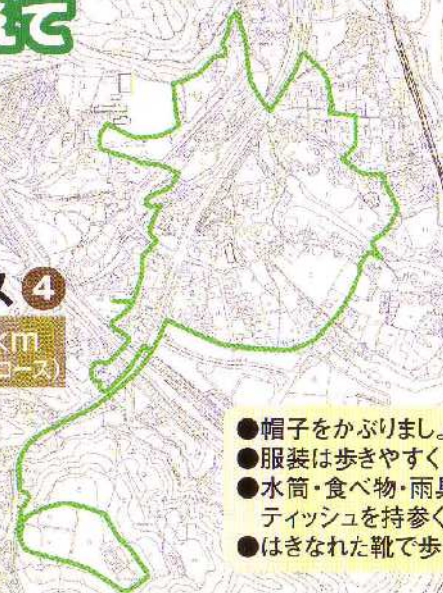 えて
ス④
km
コース)
●帽子をかぶりまし
●服装は歩きやすく
●水筒・食べ物・雨具
ティッシュを持参く
●はきなれた靴で歩